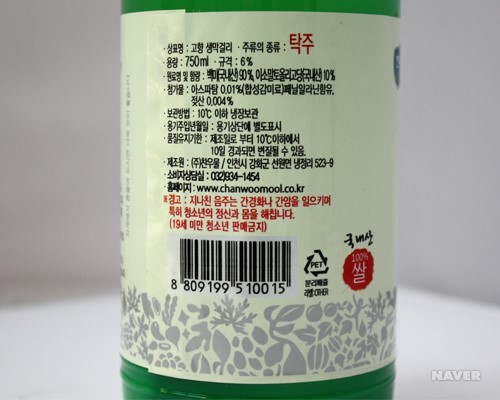 · 상표명 : 고향 생막걸리 · 주류의 종류 : 탁주
· 용량 : 750ml · 규격 : 6%
· 원료명 및 함량 : 백미(국내산) 90%, 이소말토올리고당(국내산) 10%
· 첨가물 : 아스파탐 0.01%(합성감미료)페닐알라닌함유,
젖산 0.004%
· 보관방법 : 10℃ 이하 냉장보관
· 용기주입년월일 : 용기상단에 별도표시
· 품질유지기한 : 제조일로 부터 10℃이하에서
10일 경과되면 변질될 수 있음.
· 제조원 : ㈜찬우물 / 인천시 강화군 선원면 냉정리 523-9
· 소비자상담실 : 032)934-1454
· 홈페이지 : www.chanwoomool.co.kr
※경고 : 지나친 음주는 간경화나 간암을 일으키며
특히 청소년의 정신과 몸을 해칩니다.
(19세 미만 청소년 판매금지)
8 809199 510015
PET
분리배출
라벨:OTHER
국내산
100%
쌀
NAVER